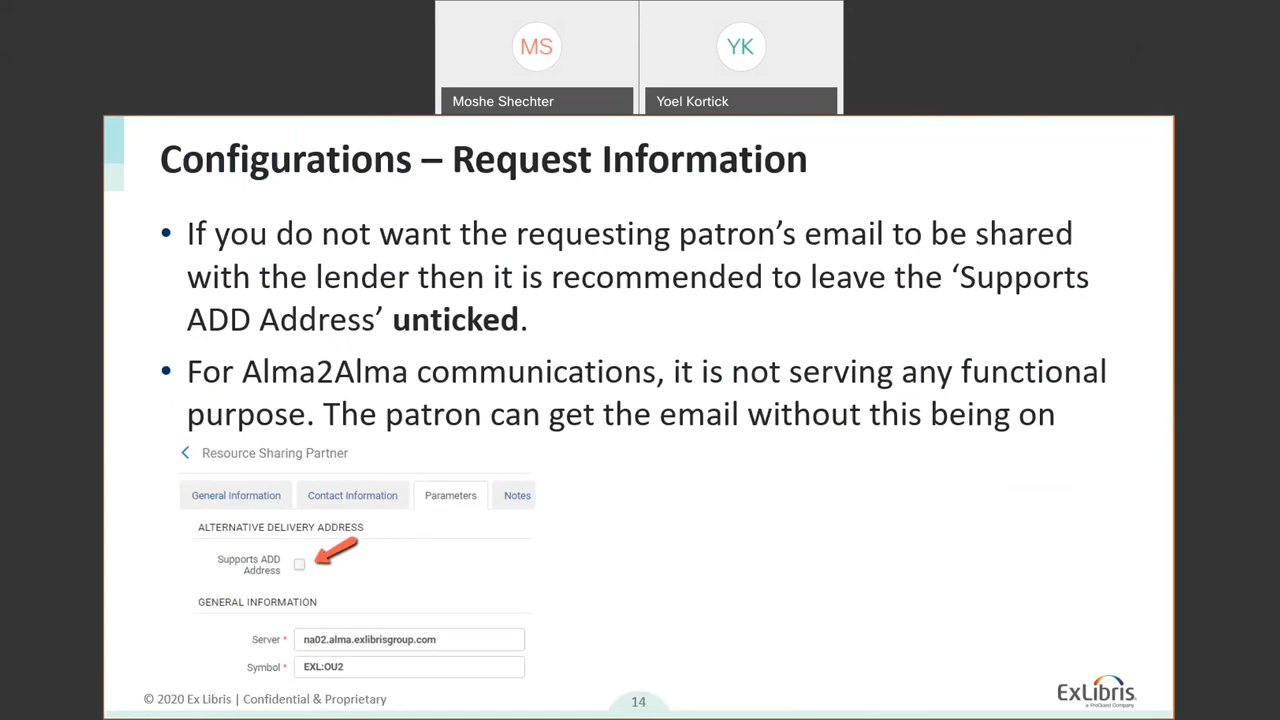 MS
YK
Moshe Shechter
Yoel Kortick
Configurations – Request Information
• If you do not want the requesting patron’s email to be shared
with the lender then it is recommended to leave the ‘Supports
ADD Address’ unticked.
• For Alma2Alma communications, it is not serving any functional
purpose. The patron can get the email without this being on
Resource Sharing Partner
General Information Contact Information Parameters Notes
ALTERNATIVE DELIVERY ADDRESS
Supports ADD
Address
GENERAL INFORMATION
Server * na02.alma.exlibrisgroup.com
Symbol * EXL:OU2
© 2020 Ex Libris | Confidential & Proprietary
14
ExLibris
a ProQuest Company